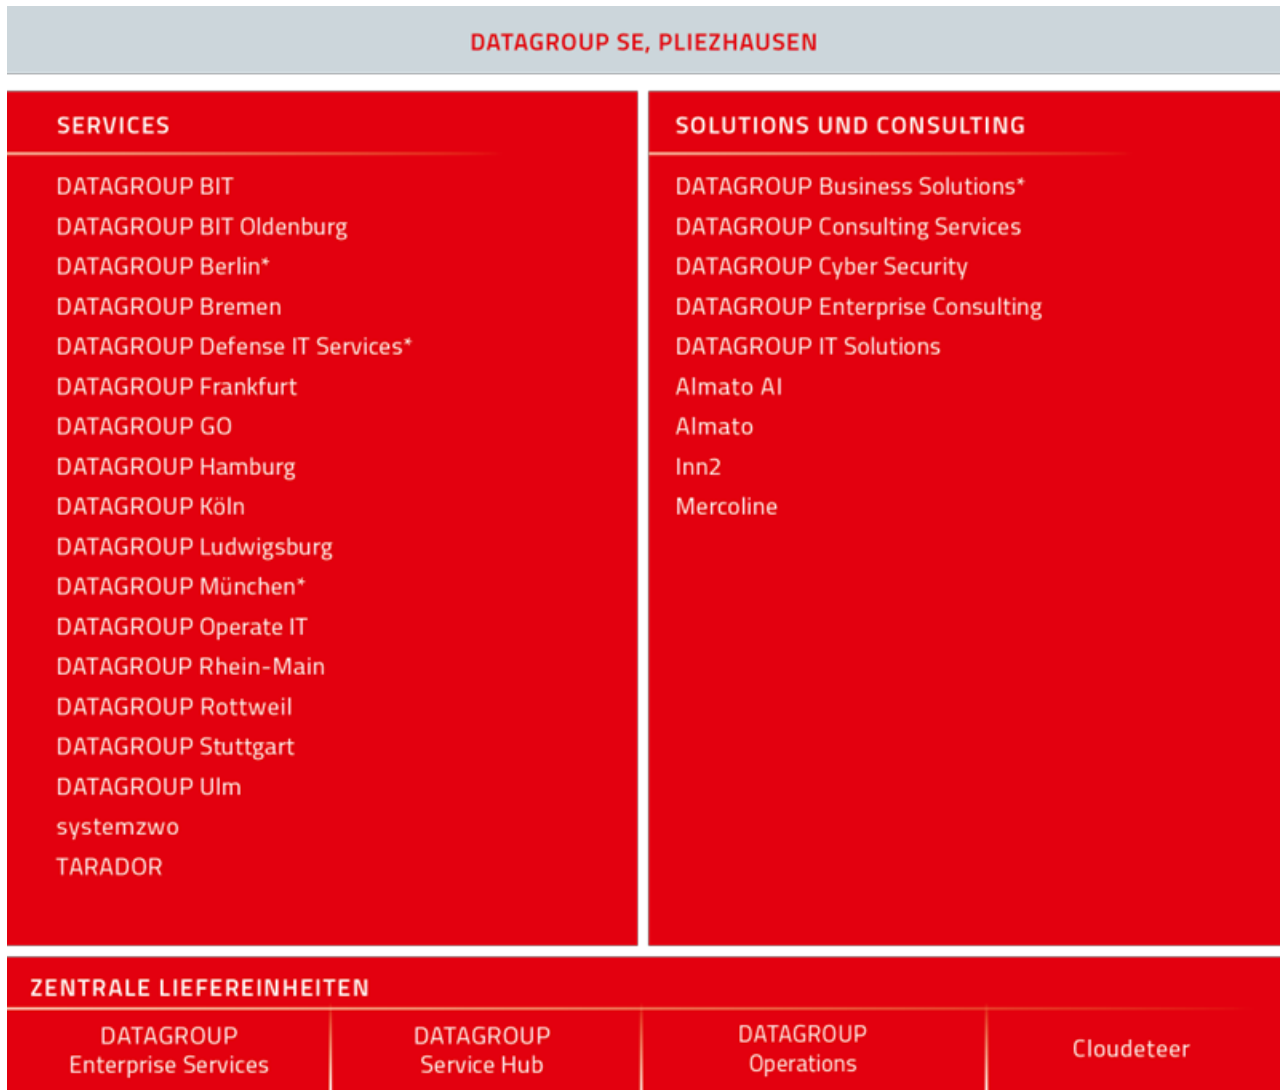 DATAGROUP SE, PLIEZHAUSEN
SERVICES
DATAGROUP BIT
DATAGROUP BIT Oldenburg
DATAGROUP Berlin*
DATAGROUP Bremen
DATAGROUP Defense IT Services*
DATAGROUP Frankfurt
DATAGROUP GO
DATAGROUP Hamburg
DATAGROUP Köln
DATAGROUP Ludwigsburg
DATAGROUP München*
DATAGROUP Operate IT
DATAGROUP Rhein-Main
DATAGROUP Rottweil
DATAGROUP Stuttgart
DATAGROUP Ulm
systemzwo
TARADOR
SOLUTIONS UND CONSULTING
DATAGROUP Business Solutions*
DATAGROUP Consulting Services
DATAGROUP Cyber Security
DATAGROUP Enterprise Consulting
DATAGROUP IT Solutions
Almato AI
Almato
Inn2
Mercoline
ZENTRALE LIEFEREINHEITEN
DATAGROUP
Enterprise Services
DATAGROUP
Service Hub
DATAGROUP
Operations
Cloudeteer